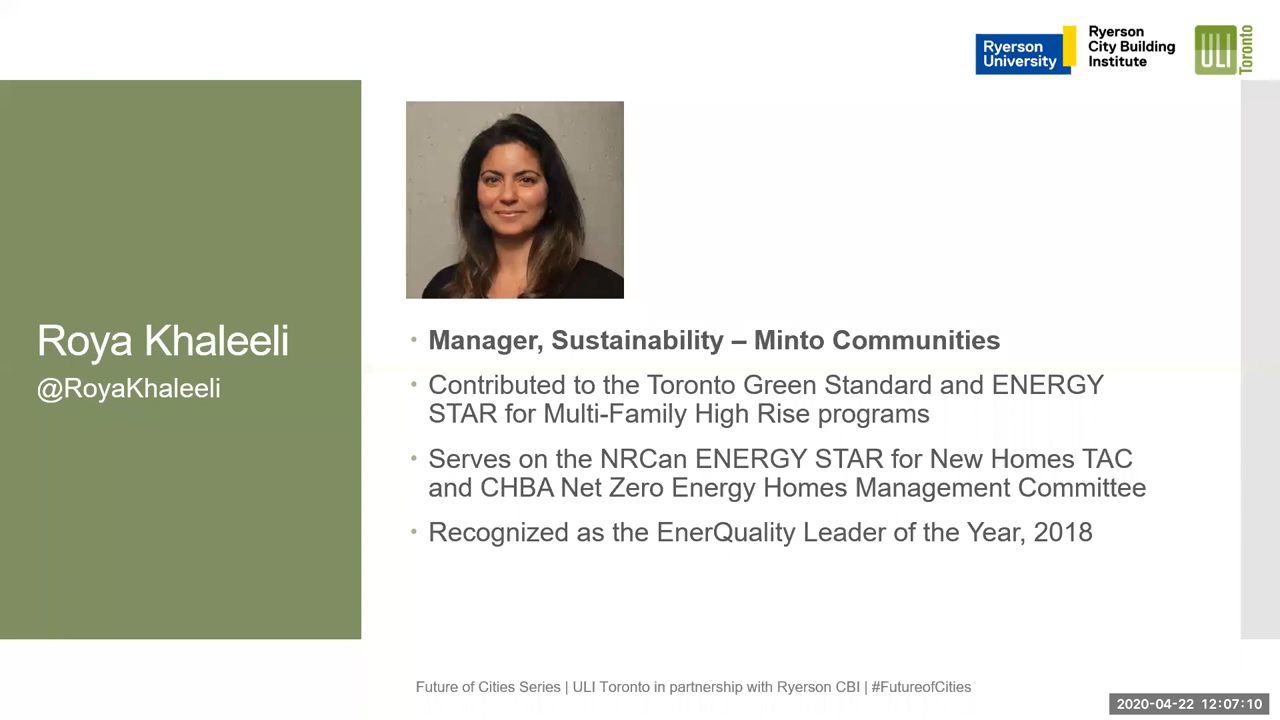 Ryerson
University
Ryerson
City Building
Institute
ULI
Toronto
Roya Khaleeli
@RoyaKhaleeli
• Manager, Sustainability – Minto Communities
• Contributed to the Toronto Green Standard and ENERGY
STAR for Multi-Family High Rise programs
• Serves on the NRCan ENERGY STAR for New Homes TAC
and CHBA Net Zero Energy Homes Management Committee
• Recognized as the EnerQuality Leader of the Year, 2018
Future of Cities Series | ULI Toronto in partnership with Ryerson CBI | #FutureofCities
2020-04-22 12:07:10